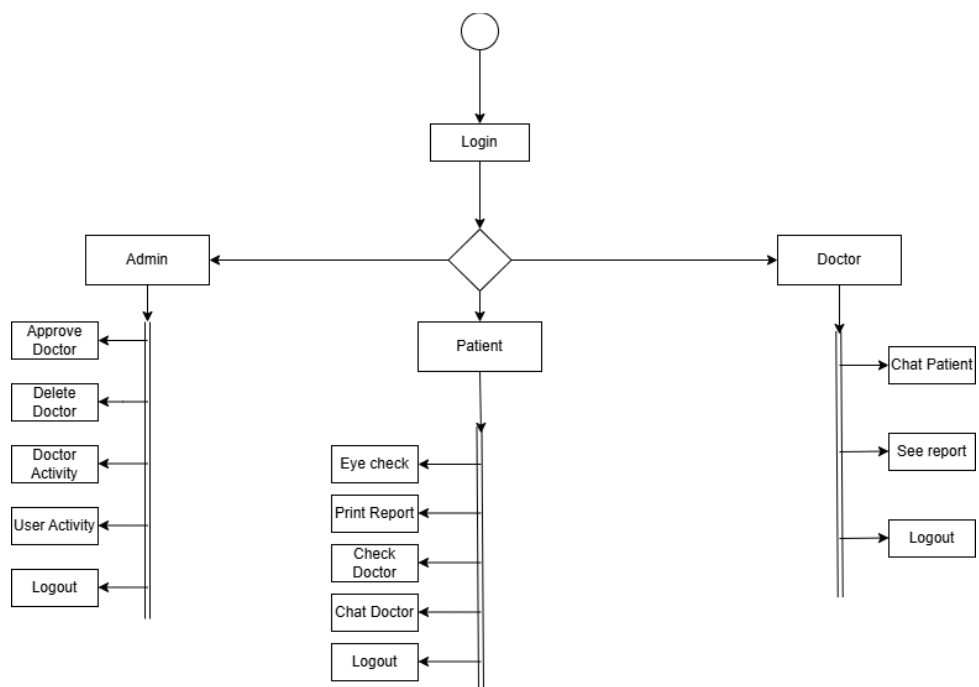 Login
Admin
Doctor
Approve
Doctor
Patient
Chat Patient
Delete
Doctor
Doctor
Activity
See report
Eye check
Print Report
User Activity
Logout
Check
Doctor
Logout
Chat Doctor
Logout